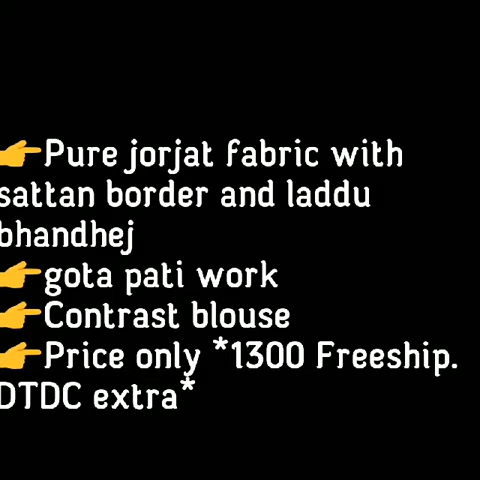 👉Pure jorjat fabric with
sattan border and laddu
bhandhej
👉gota pati work
👉Contrast blouse
👉Price only *1300 Freeship.
DTDC extra*